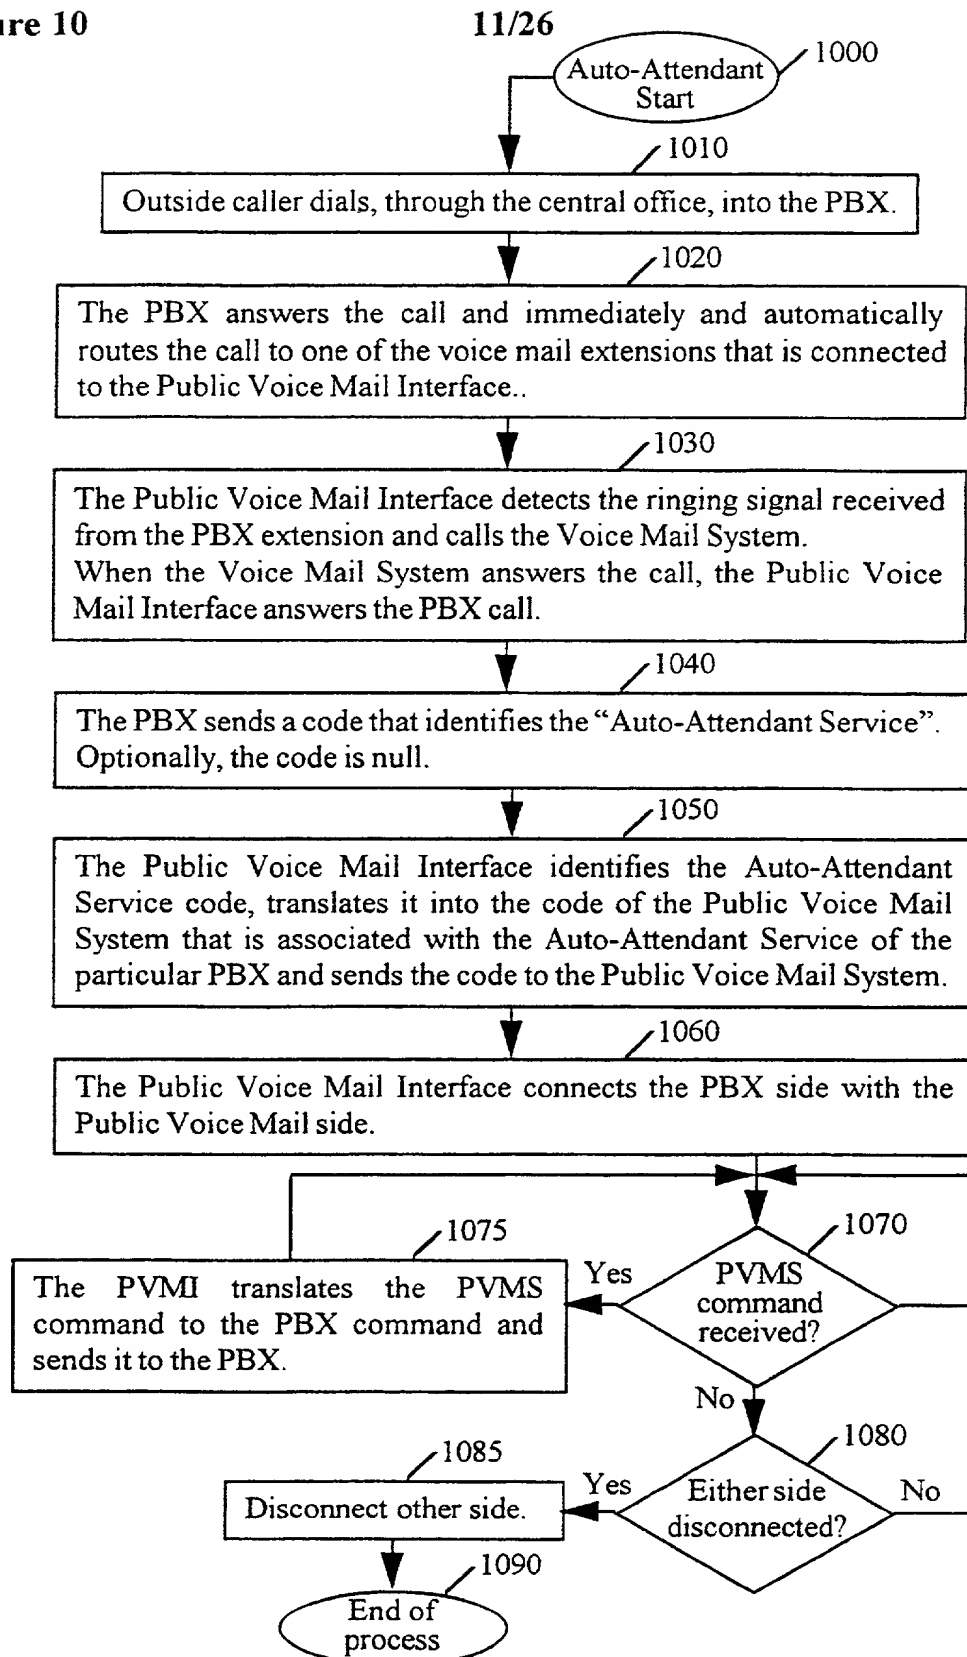 ure 10
11/26
Auto-Attendant
Start
1000
1010
Outside caller dials, through the central office, into the PBX.
1020
The PBX answers the call and immediately and automatically
routes the call to one of the voice mail extensions that is connected
to the Public Voice Mail Interface..
1030
The Public Voice Mail Interface detects the ringing signal received
from the PBX extension and calls the Voice Mail System.
When the Voice Mail System answers the call, the Public Voice
Mail Interface answers the PBX call.
1040
The PBX sends a code that identifies the “Auto-Attendant Service”.
Optionally, the code is null.
1050
The Public Voice Mail Interface identifies the Auto-Attendant
Service code, translates it into the code of the Public Voice Mail
System that is associated with the Auto-Attendant Service of the
particular PBX and sends the code to the Public Voice Mail System.
1060
The Public Voice Mail Interface connects the PBX side with the
Public Voice Mail side.
1075
The PVMI translates the PVMS
command to the PBX command and
sends it to the PBX.
Yes
1070
PVMS
command
received?
No
1085
Disconnect other side.
Yes
1080
Either side
disconnected?
No
1090
End of
process